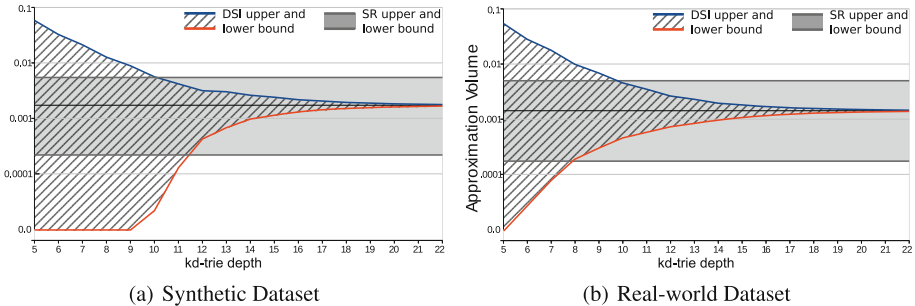 0.1
0.01
0.001
0.0001
0.0
DSI upper and
lower bound
SR upper and
lower bound
5 6 7 8 9 10 11 12 13 14 15 16 17 18 19 20 21 22
kd-trie depth
(a) Synthetic Dataset
Approximation Volume
0.1
0.01
0.001
0.0001
0.0
DSI upper and
lower bound
SR upper and
lower bound
5 6 7 8 9 10 11 12 13 14 15 16 17 18 19 20 21 22
kd-trie depth
(b) Real-world Dataset